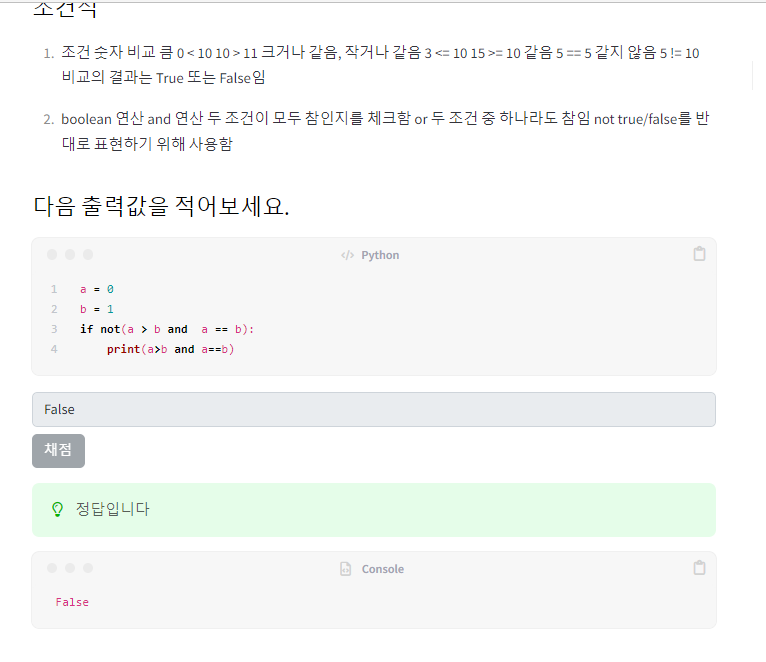 조건식
1. 조건 숫자 비교 큼 0 < 10 10 > 11 크거나 같음, 작거나 같음 3 <= 10 15 >= 10 같음 5 == 5 같지 않음 5 != 10
비교의 결과는 True 또는 False임
2. boolean 연산 and 연산 두 조건이 모두 참인지를 체크함 or 두 조건 중 하나라도 참임 not true/false를 반
대로 표현하기 위해 사용함
다음 출력값을 적어보세요.
</> Python
1 a = 0
2 b = 1
3 if not(a > b and  a == b):
4     print(a>b and a==b)
False
채점
정답입니다
Console
False